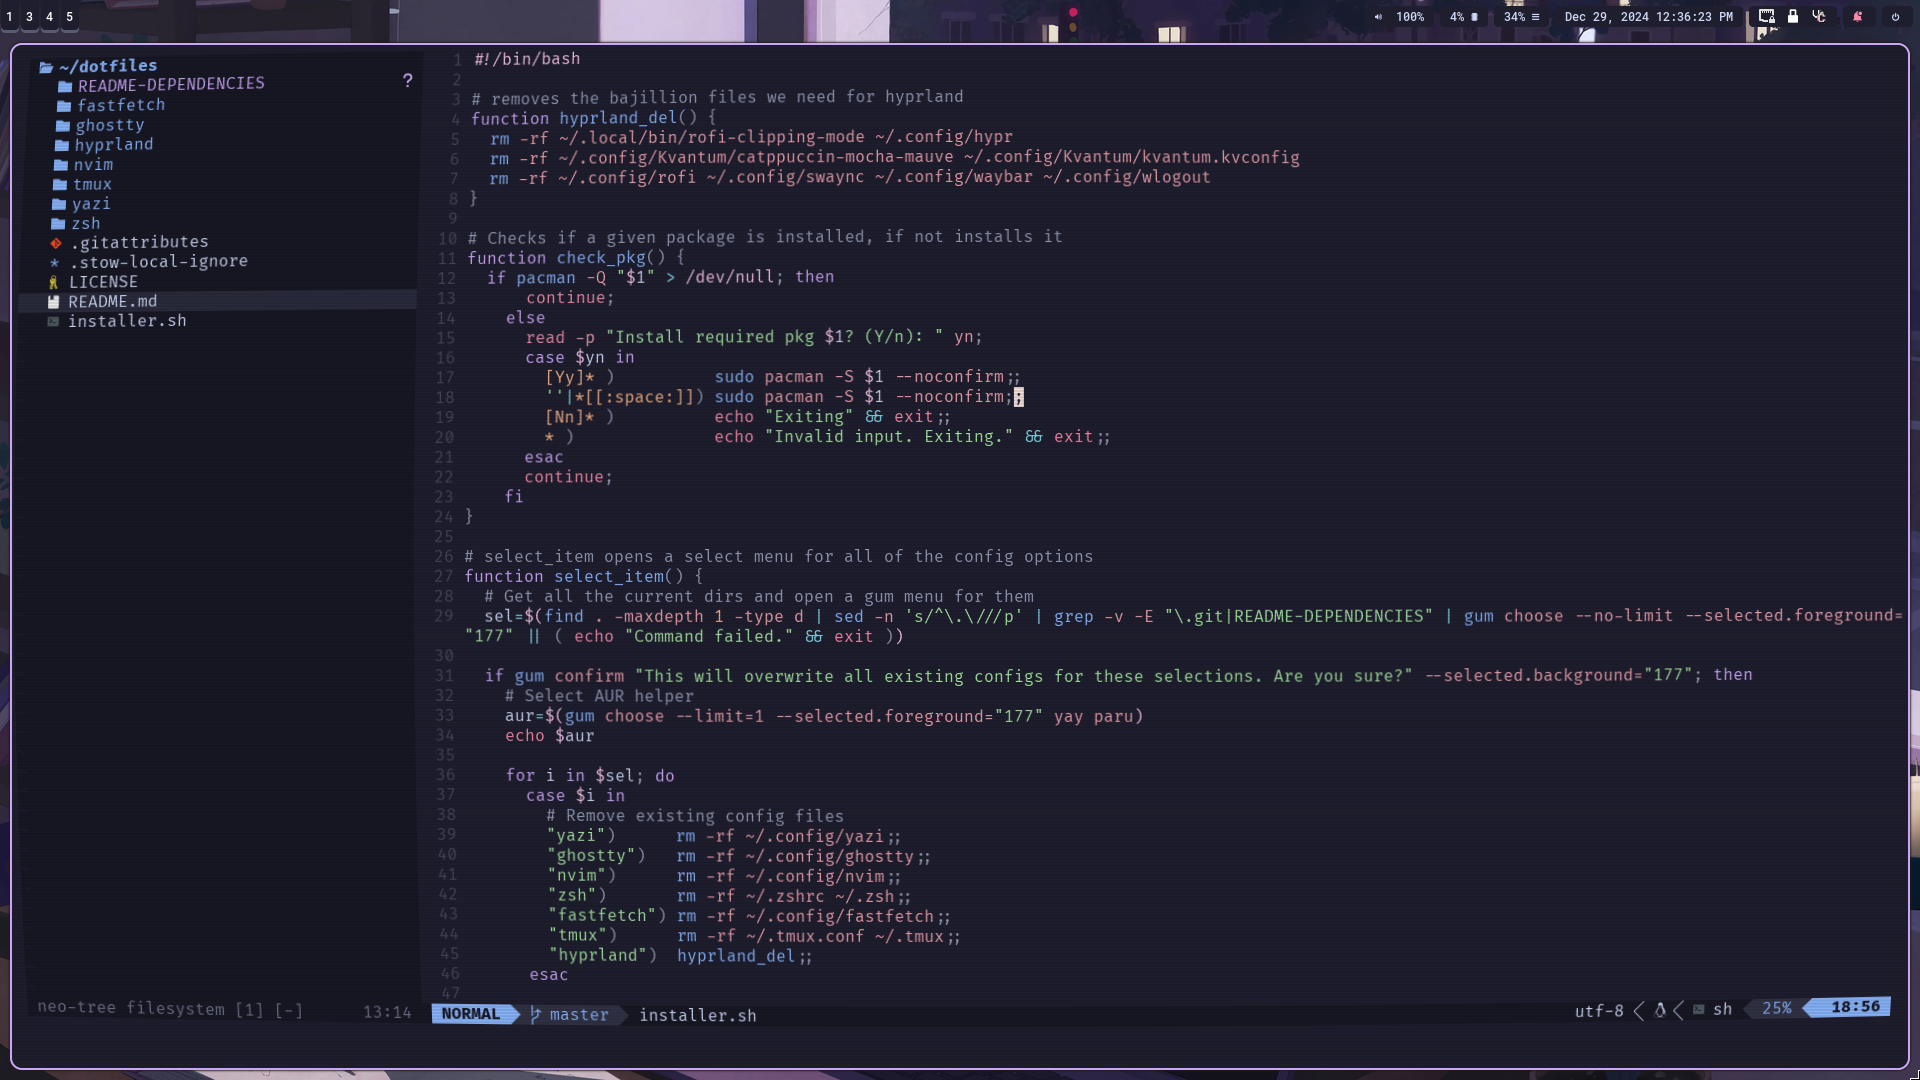 1 3 4 5
100% 4% 34% Dec 29, 2024 12:36:23 PM
~/dotfiles
README-DEPENDENCIES ?
fastfetch
ghostty
hyprland
nvim
tmux
yazi
zsh
.gitattributes
.stow-local-ignore
LICENSE
README.md
installer.sh
neo-tree filesystem [1] [-] 13:14
1 #!/bin/bash
2
3 # removes the bajillion files we need for hyprland
4 function hyprland_del() {
5   rm -rf ~/.local/bin/rofi-clipping-mode ~/.config/hypr
6   rm -rf ~/.config/Kvantum/catppuccin-mocha-mauve ~/.config/Kvantum/kvantum.kvconfig
7   rm -rf ~/.config/rofi ~/.config/swaync ~/.config/waybar ~/.config/wlogout
8 }
9
10 # Checks if a given package is installed, if not installs it
11 function check_pkg() {
12   if pacman -Q "$1" > /dev/null; then
13       continue;
14     else
15       read -p "Install required pkg $1? (Y/n): " yn;
16       case $yn in
17         [Yy]* )          sudo pacman -S $1 --noconfirm;;
18         ''|*[[:space:]]) sudo pacman -S $1 --noconfirm;;
19         [Nn]* )          echo "Exiting" && exit;;
20         * )              echo "Invalid input. Exiting." && exit;;
21       esac
22       continue;
23     fi
24 }
25
26 # select_item opens a select menu for all of the config options
27 function select_item() {
28   # Get all the current dirs and open a gum menu for them
29   sel=$(find . -maxdepth 1 -type d | sed -n 's/^\.\///p' | grep -v -E "\.git|README-DEPENDENCIES" | gum choose --no-limit --selected.foreground=
"177" || ( echo "Command failed." && exit ))
30
31   if gum confirm "This will overwrite all existing configs for these selections. Are you sure?" --selected.background="177"; then
32     # Select AUR helper
33     aur=$(gum choose --limit=1 --selected.foreground="177" yay paru)
34     echo $aur
35
36     for i in $sel; do
37       case $i in
38         # Remove existing config files
39         "yazi")      rm -rf ~/.config/yazi;;
40         "ghostty")   rm -rf ~/.config/ghostty;;
41         "nvim")      rm -rf ~/.config/nvim;;
42         "zsh")       rm -rf ~/.zshrc ~/.zsh;;
43         "fastfetch") rm -rf ~/.config/fastfetch;;
44         "tmux")      rm -rf ~/.tmux.conf ~/.tmux;;
45         "hyprland")  hyprland_del;;
46       esac
47
NORMAL master installer.sh utf-8 sh 25% 18:56